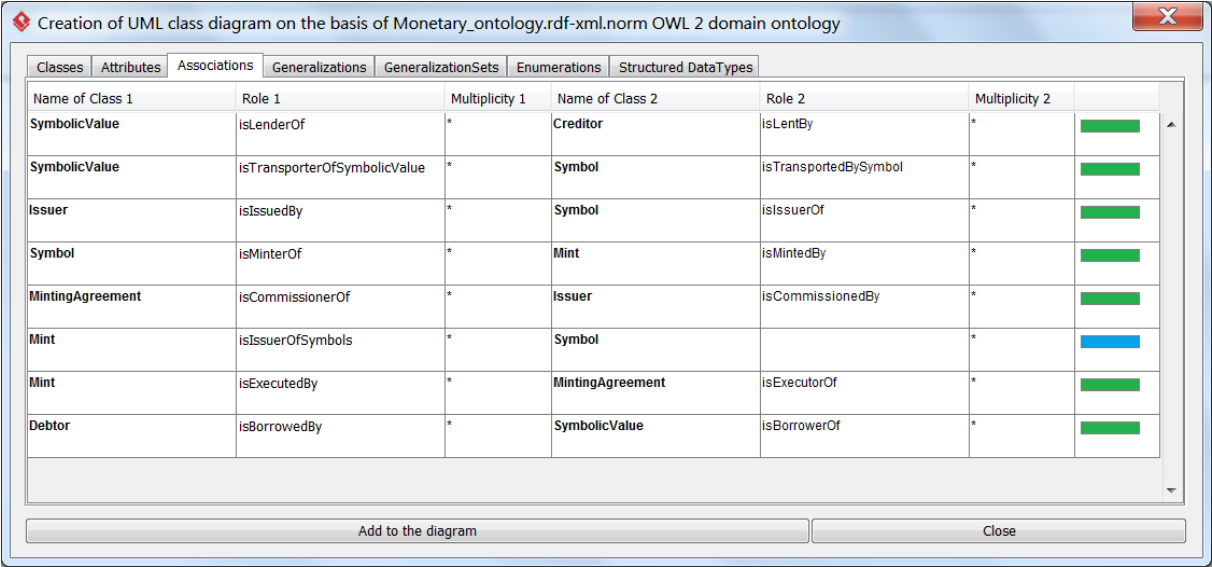 Creation of UML class diagram on the basis of Monetary_ontology.rdf-xml.norm OWL 2 domain ontology
Classes Attributes Associations Generalizations GeneralizationSets Enumerations Structured DataTypes
Name of Class 1 Role 1 Multiplicity 1 Name of Class 2 Role 2 Multiplicity 2
SymbolicValue isLenderOf * Creditor isLentBy *
SymbolicValue isTransporterOfSymbolicValue * Symbol isTransportedBySymbol *
Issuer isIssuedBy * Symbol isIssuerOf *
Symbol isMinterOf * Mint isMintedBy *
MintingAgreement isCommissionerOf * Issuer isCommissionedBy *
Mint isIssuerOfSymbols * Symbol *
Mint isExecutedBy * MintingAgreement isExecutorOf *
Debtor isBorrowedBy * SymbolicValue isBorrowerOf *
Add to the diagram Close